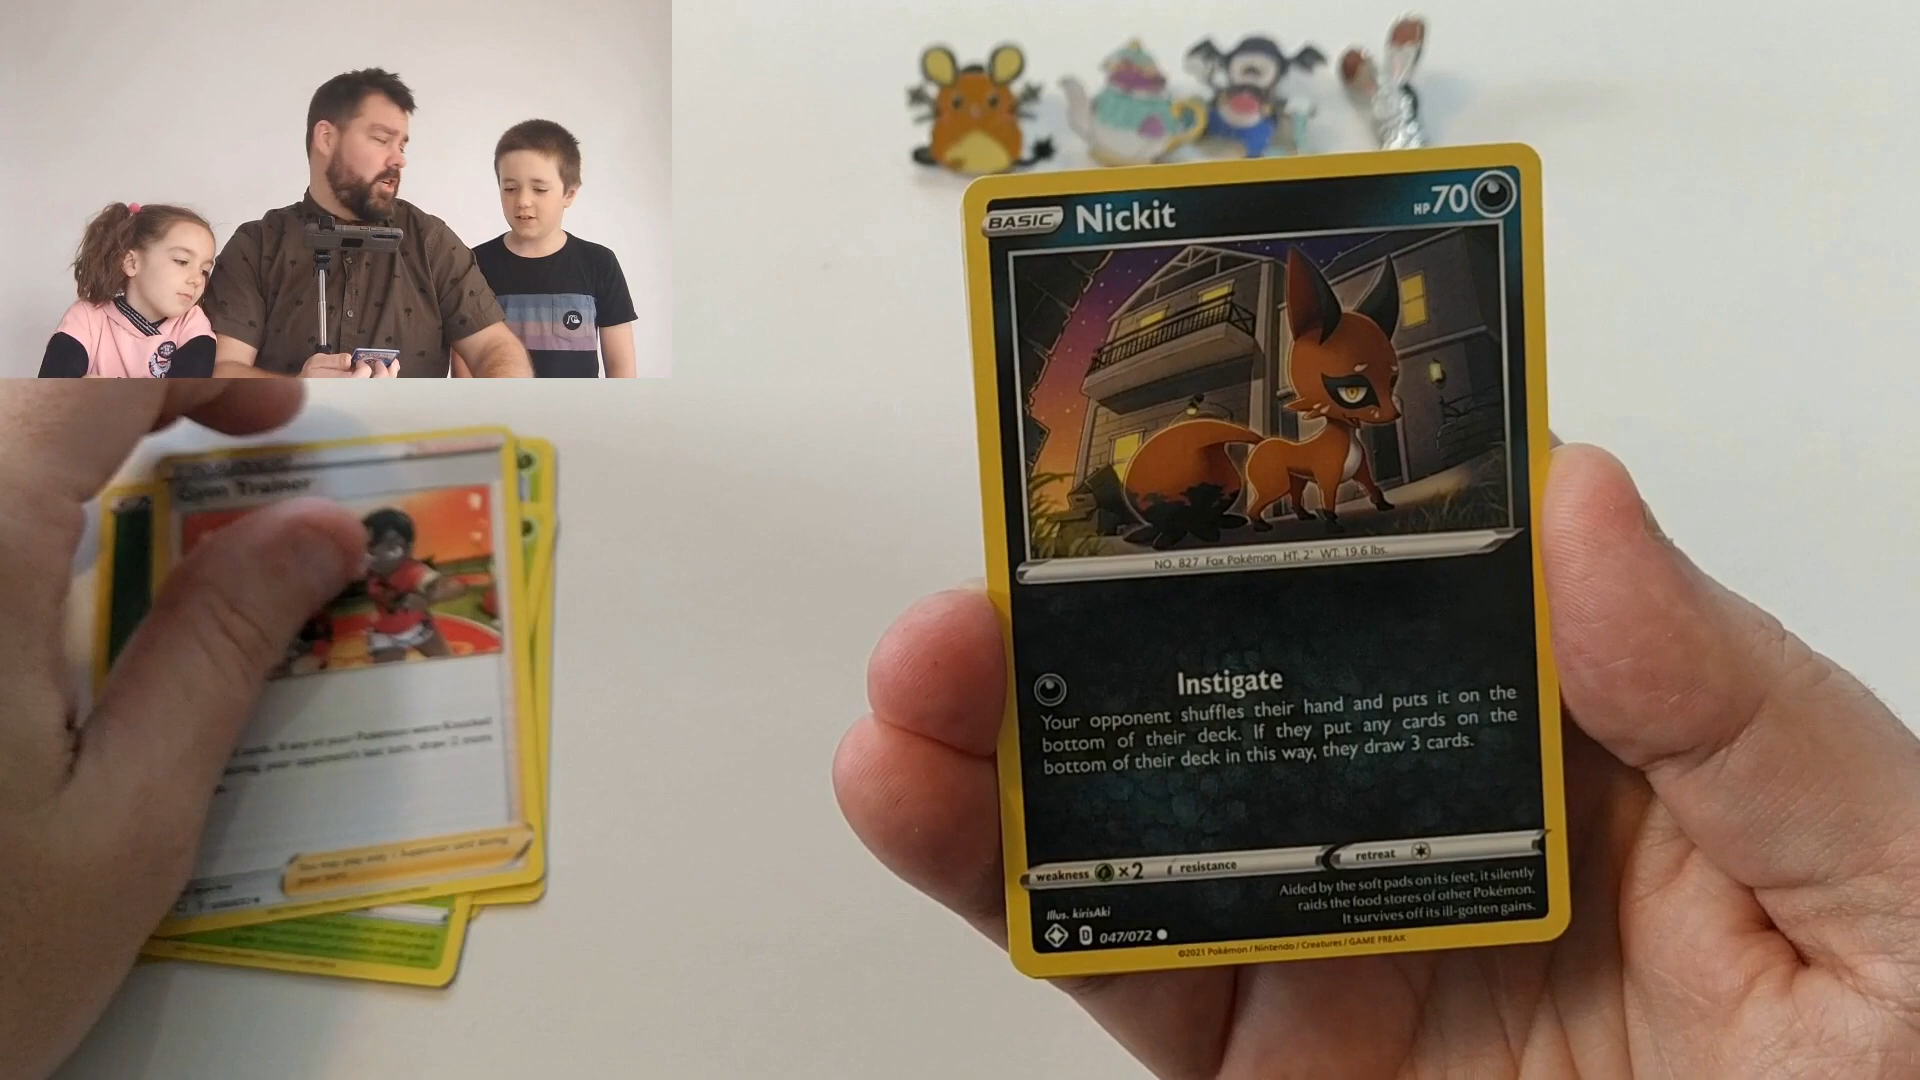 BASIC Nickit HP 70
NO. 827 Fox Pokémon HT: 2' WT: 19.6 lbs.
Instigate
Your opponent shuffles their hand and puts it on the
bottom of their deck. If they put any cards on the
bottom of their deck in this way, they draw 3 cards.
weakness ×2 resistance retreat
Aided by the soft pads on its feet, it silently
raids the food stores of other Pokémon.
It survives off its ill-gotten gains.
Illus. kirisAki
D 047/072
©2021 Pokémon / Nintendo / Creatures / GAME FREAK
Gym Trainer